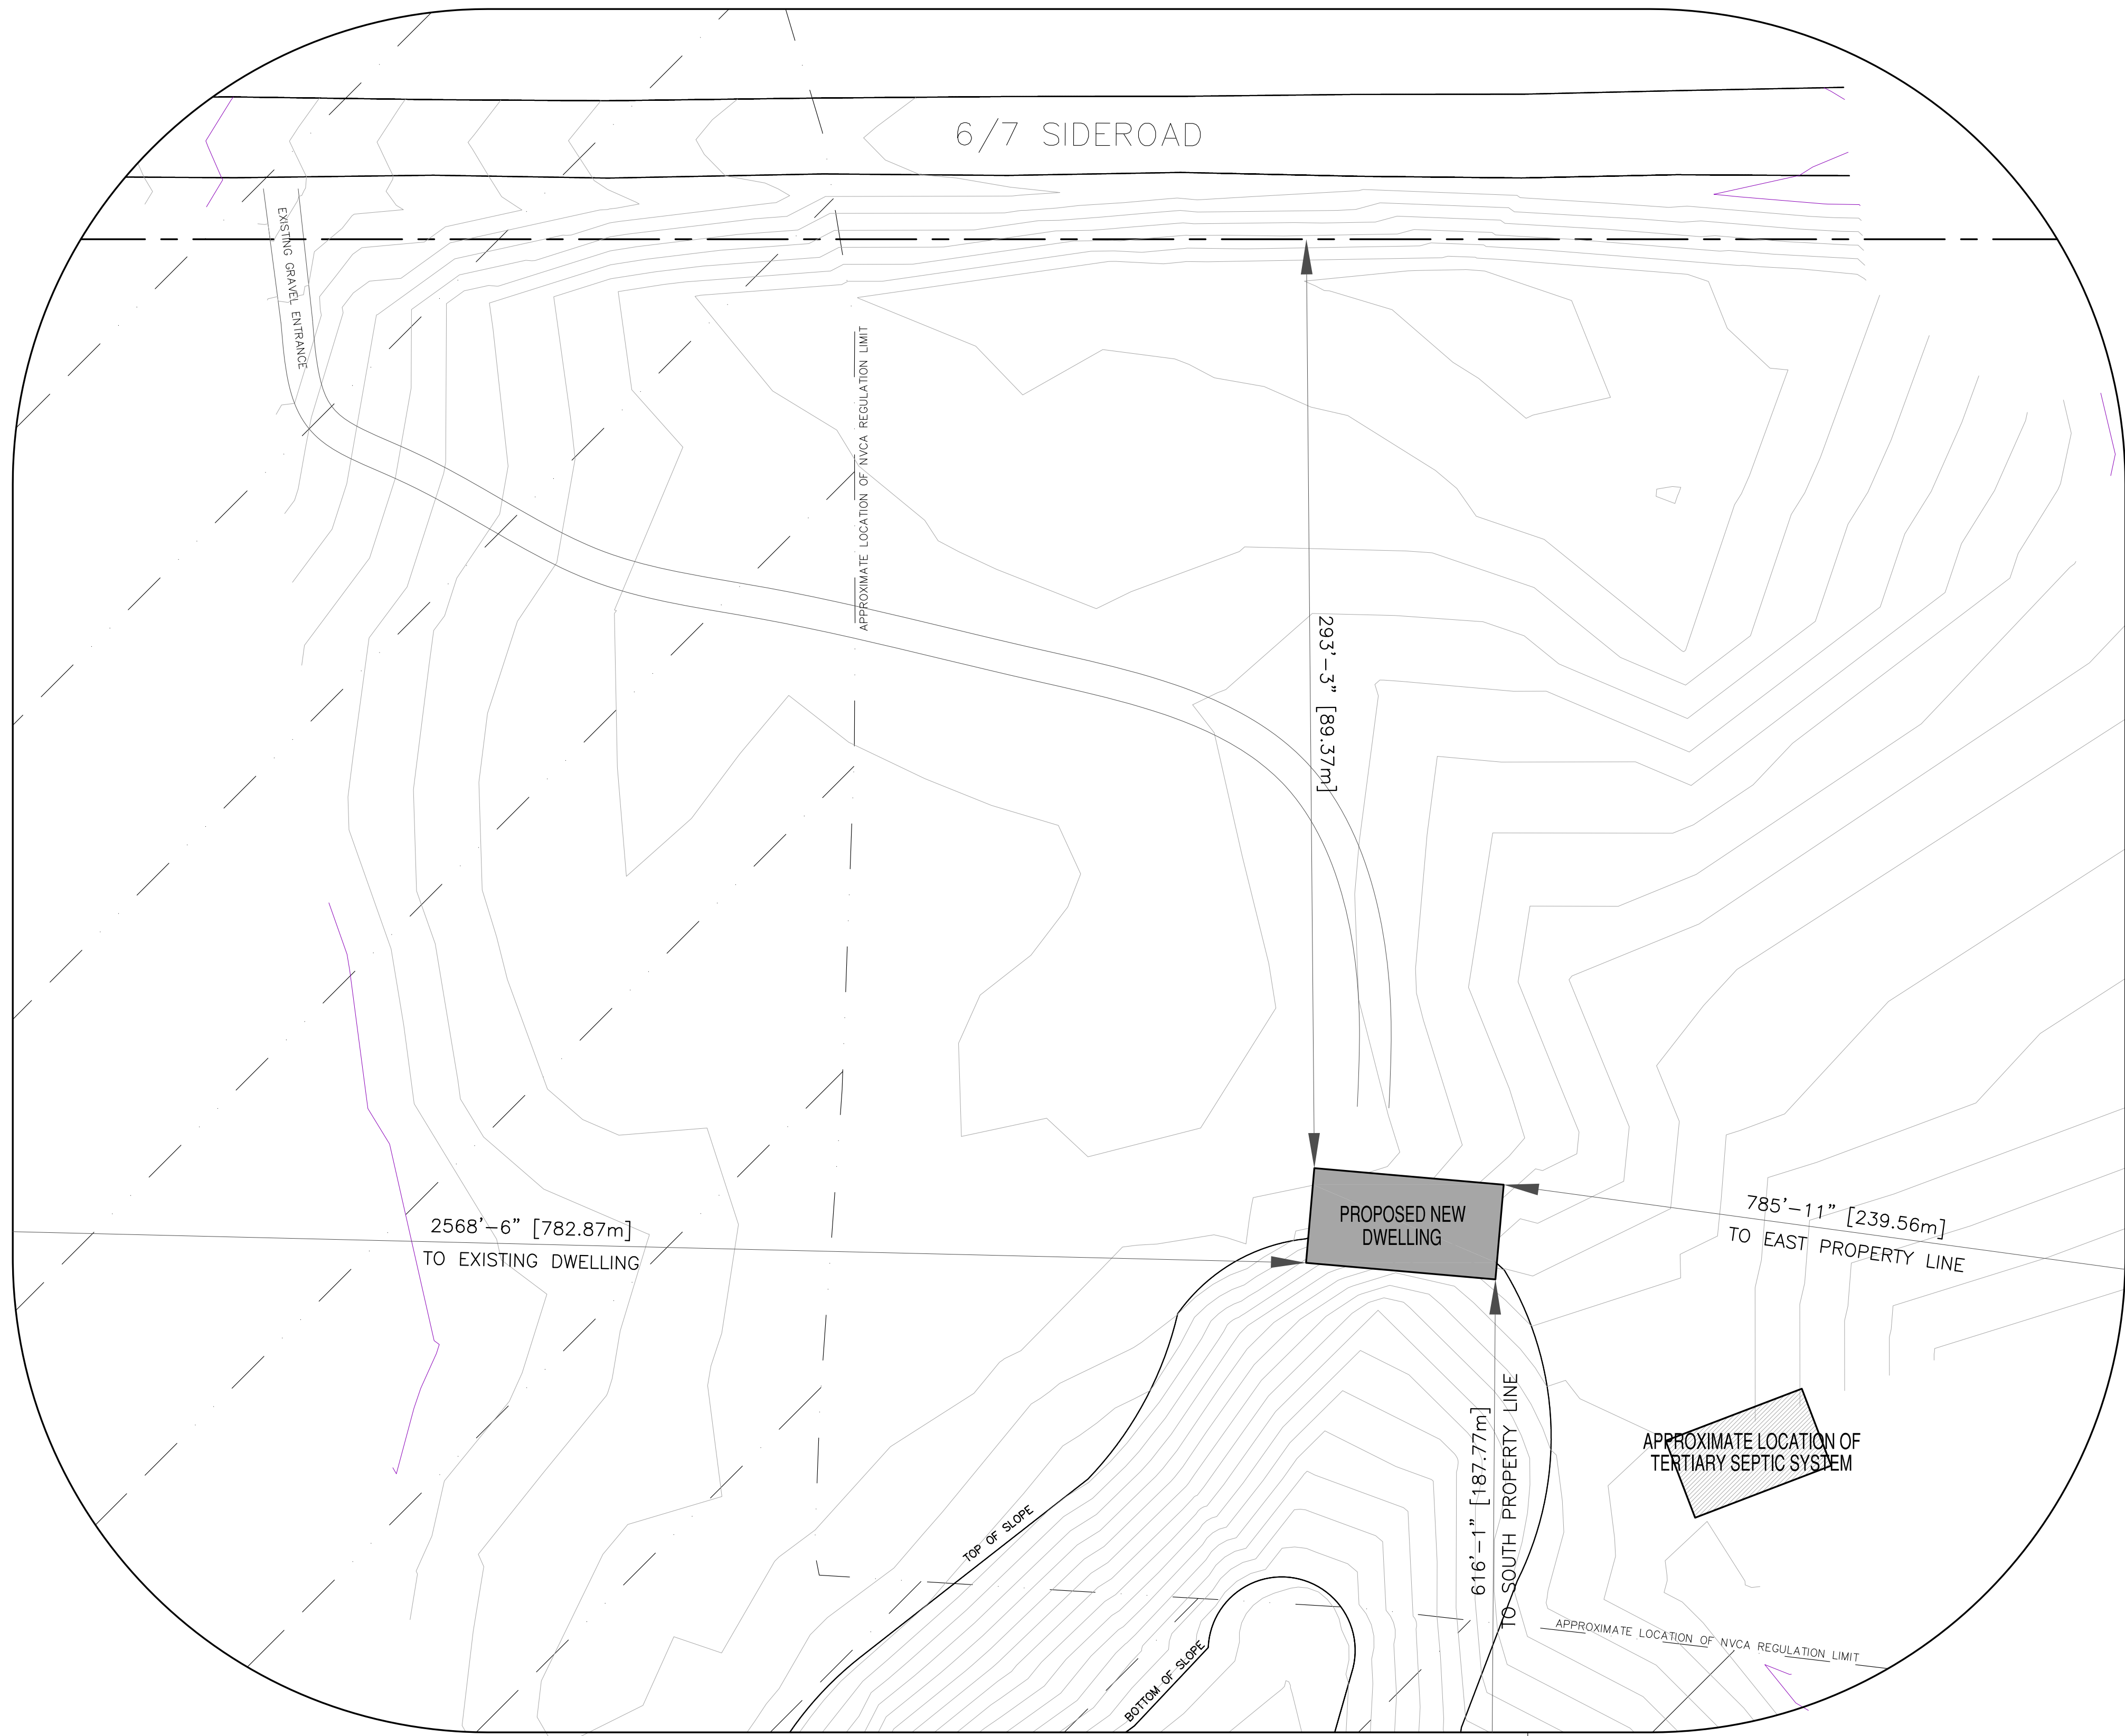 6/7 SIDEROAD
EXISTING GRAVEL ENTRANCE
APPROXIMATE LOCATION OF NVCA REGULATION LIMIT
293'-3" [89.37m]
PROPOSED NEW
DWELLING
2568'-6" [782.87m]
TO EXISTING DWELLING
785'-11" [239.56m]
TO EAST PROPERTY LINE
616'-1" [187.77m]
TO SOUTH PROPERTY LINE
APPROXIMATE LOCATION OF
TERTIARY SEPTIC SYSTEM
TOP OF SLOPE
BOTTOM OF SLOPE
APPROXIMATE LOCATION OF NVCA REGULATION LIMIT